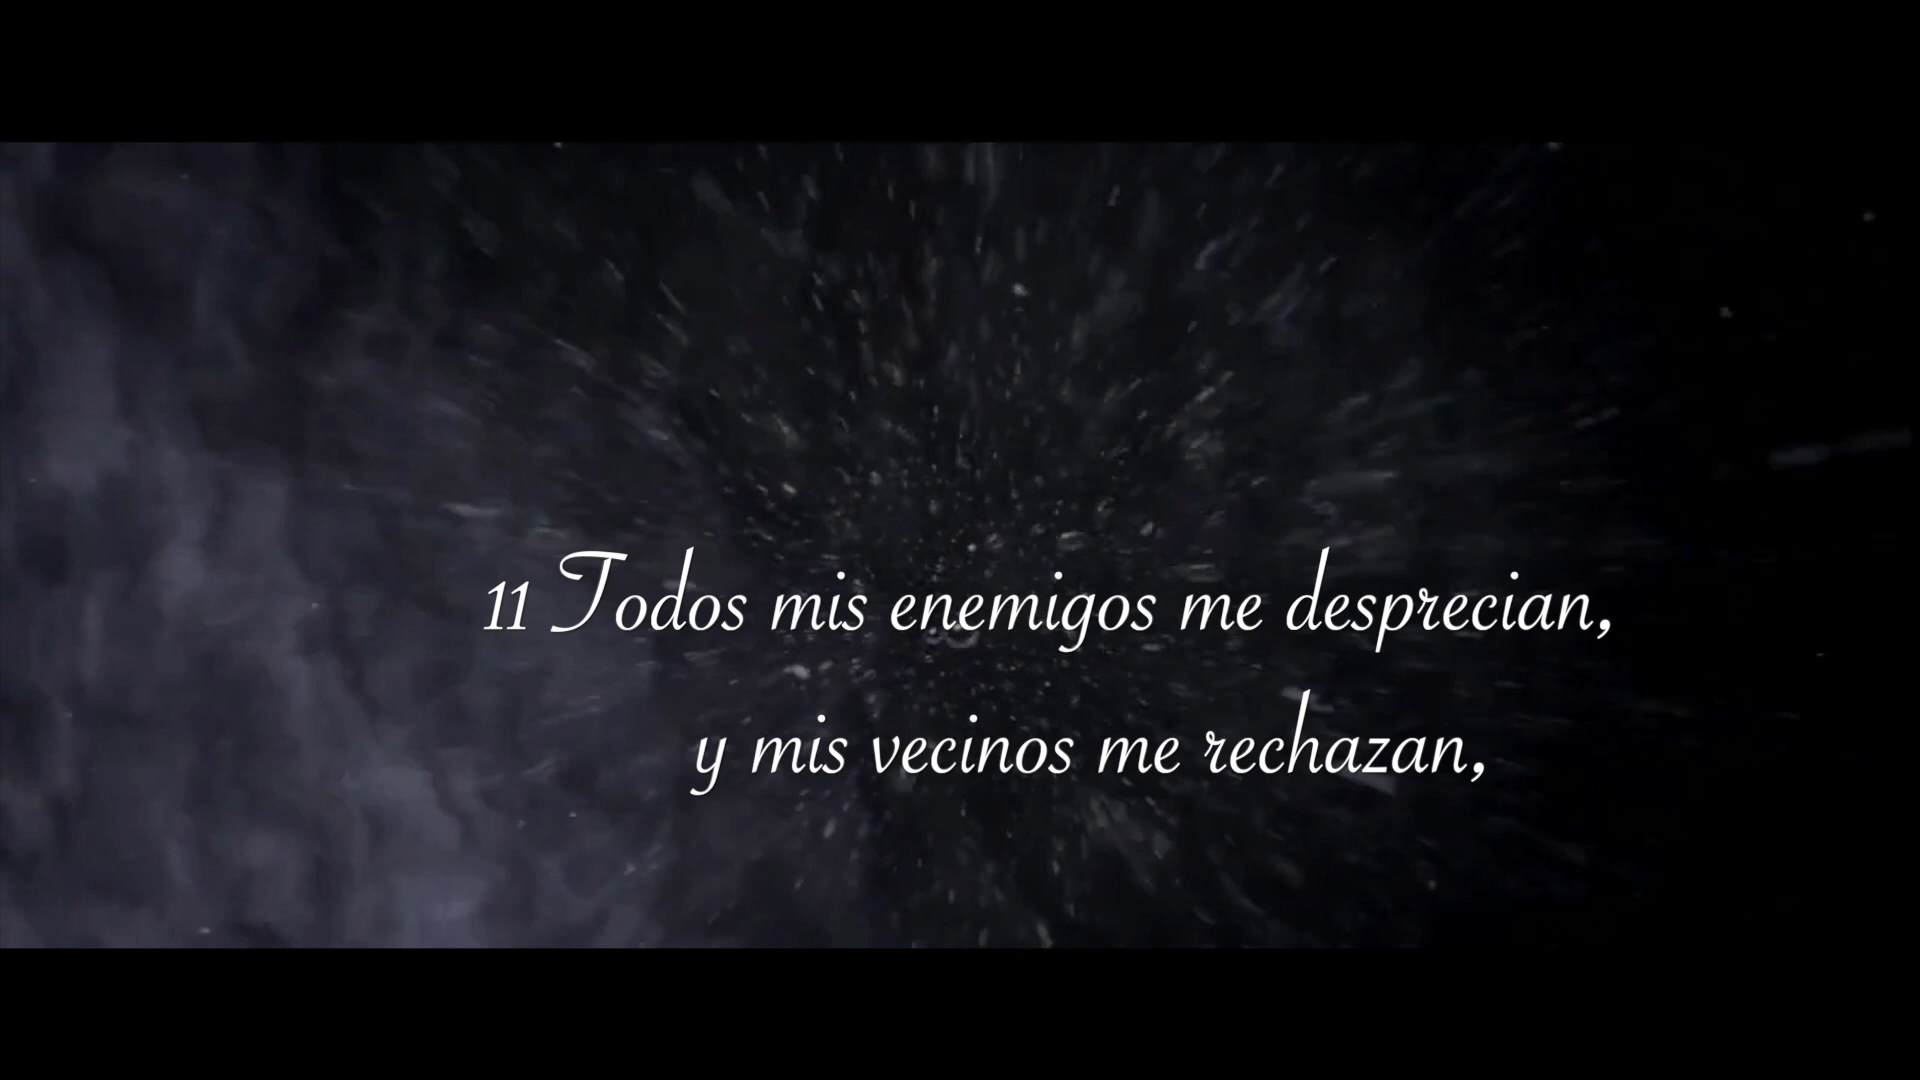 11 Todos mis enemigos me desprecian,
y mis vecinos me rechazan,